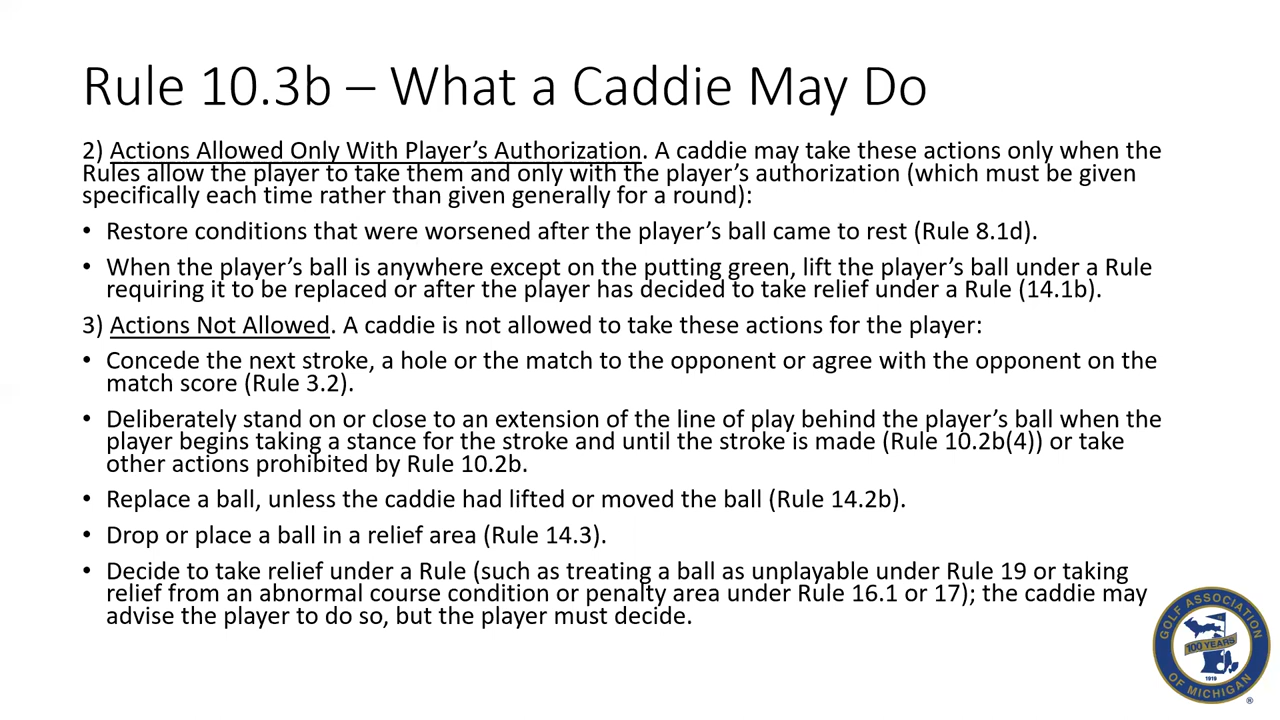 Rule 10.3b – What a Caddie May Do
2) Actions Allowed Only With Player’s Authorization. A caddie may take these actions only when the
Rules allow the player to take them and only with the player’s authorization (which must be given
specifically each time rather than given generally for a round):
• Restore conditions that were worsened after the player’s ball came to rest (Rule 8.1d).
• When the player’s ball is anywhere except on the putting green, lift the player’s ball under a Rule
requiring it to be replaced or after the player has decided to take relief under a Rule (14.1b).
3) Actions Not Allowed. A caddie is not allowed to take these actions for the player:
• Concede the next stroke, a hole or the match to the opponent or agree with the opponent on the
match score (Rule 3.2).
• Deliberately stand on or close to an extension of the line of play behind the player’s ball when the
player begins taking a stance for the stroke and until the stroke is made (Rule 10.2b(4)) or take
other actions prohibited by Rule 10.2b.
• Replace a ball, unless the caddie had lifted or moved the ball (Rule 14.2b).
• Drop or place a ball in a relief area (Rule 14.3).
• Decide to take relief under a Rule (such as treating a ball as unplayable under Rule 19 or taking
relief from an abnormal course condition or penalty area under Rule 16.1 or 17); the caddie may
advise the player to do so, but the player must decide.
GOLF ASSOCIATION
100 YEARS
1919
OF MICHIGAN
®